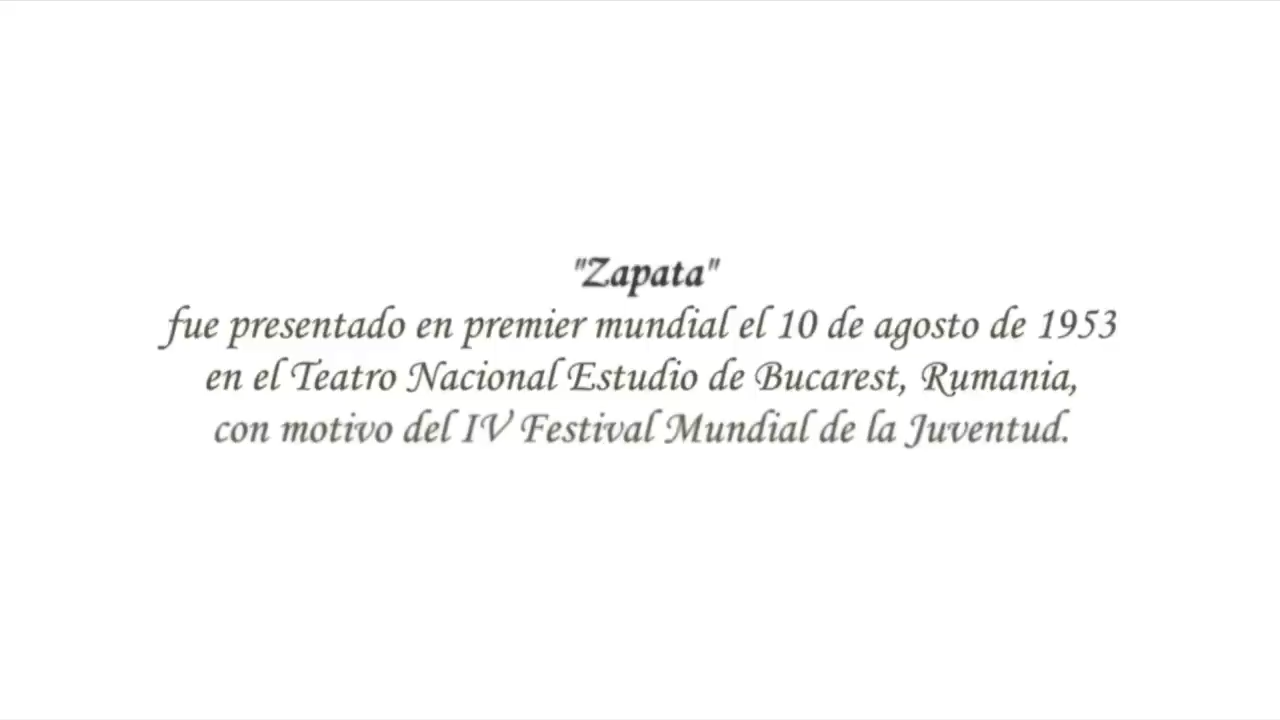 "Zapata"
fue presentado en premier mundial el 10 de agosto de 1953
en el Teatro Nacional Estudio de Bucarest, Rumania,
con motivo del IV Festival Mundial de la Juventud.